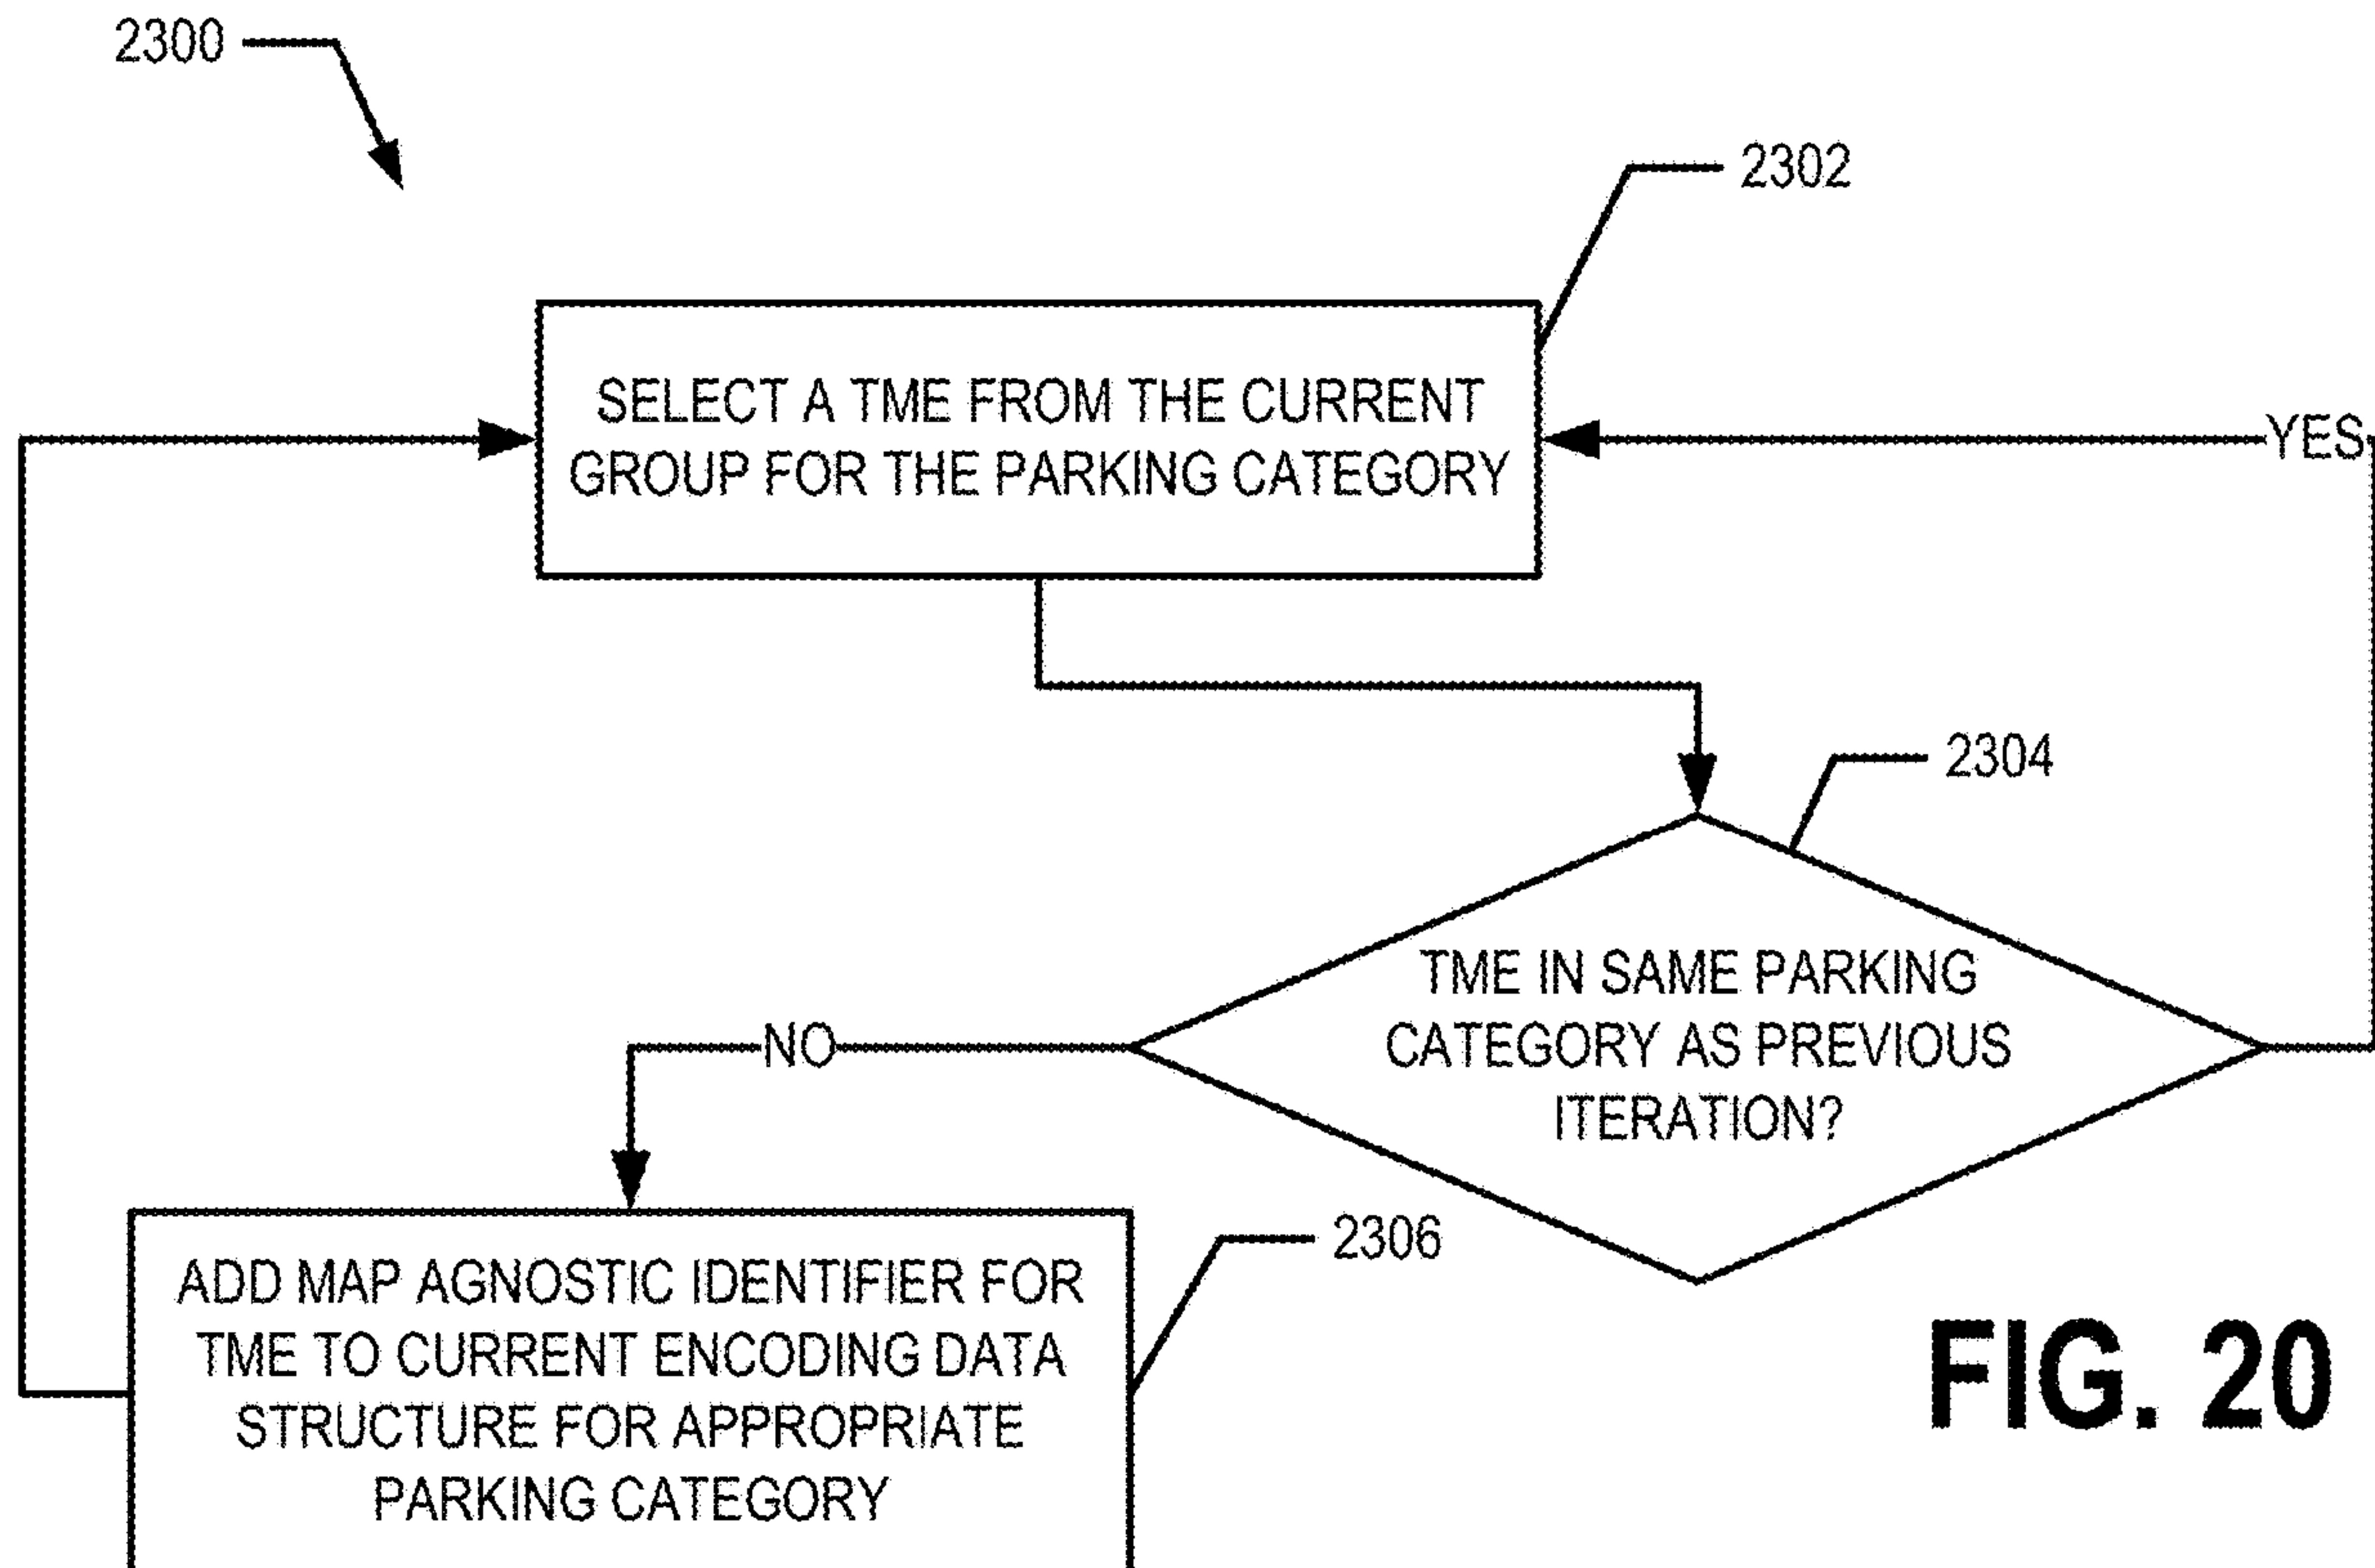 2300
2302
SELECT A TME FROM THE CURRENT
GROUP FOR THE PARKING CATEGORY
YES
2304
TME IN SAME PARKING
CATEGORY AS PREVIOUS
ITERATION?
NO
2306
ADD MAP AGNOSTIC IDENTIFIER FOR
TME TO CURRENT ENCODING DATA
STRUCTURE FOR APPROPRIATE
PARKING CATEGORY
FIG. 20